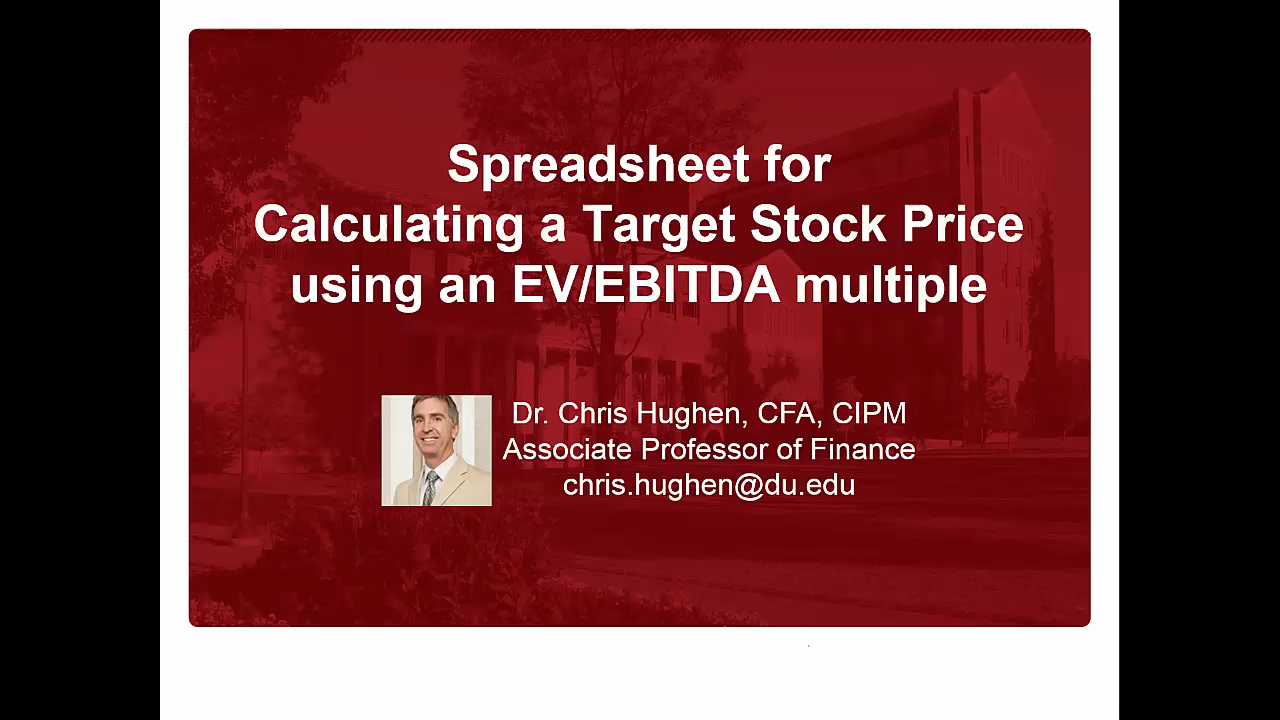 Spreadsheet for
Calculating a Target Stock Price
using an EV/EBITDA multiple
Dr. Chris Hughen, CFA, CIPM
Associate Professor of Finance
chris.hughen@du.edu